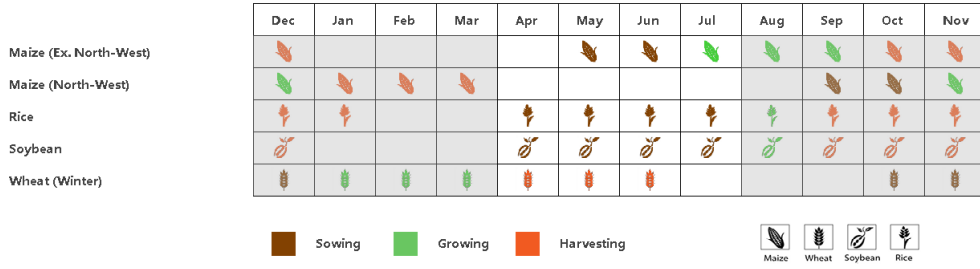 Dec Jan Feb Mar Apr May Jun Jul Aug Sep Oct Nov
Maize (Ex. North-West)
Maize (North-West)
Rice
Soybean
Wheat (Winter)
Sowing Growing Harvesting
Maize Wheat Soybean Rice